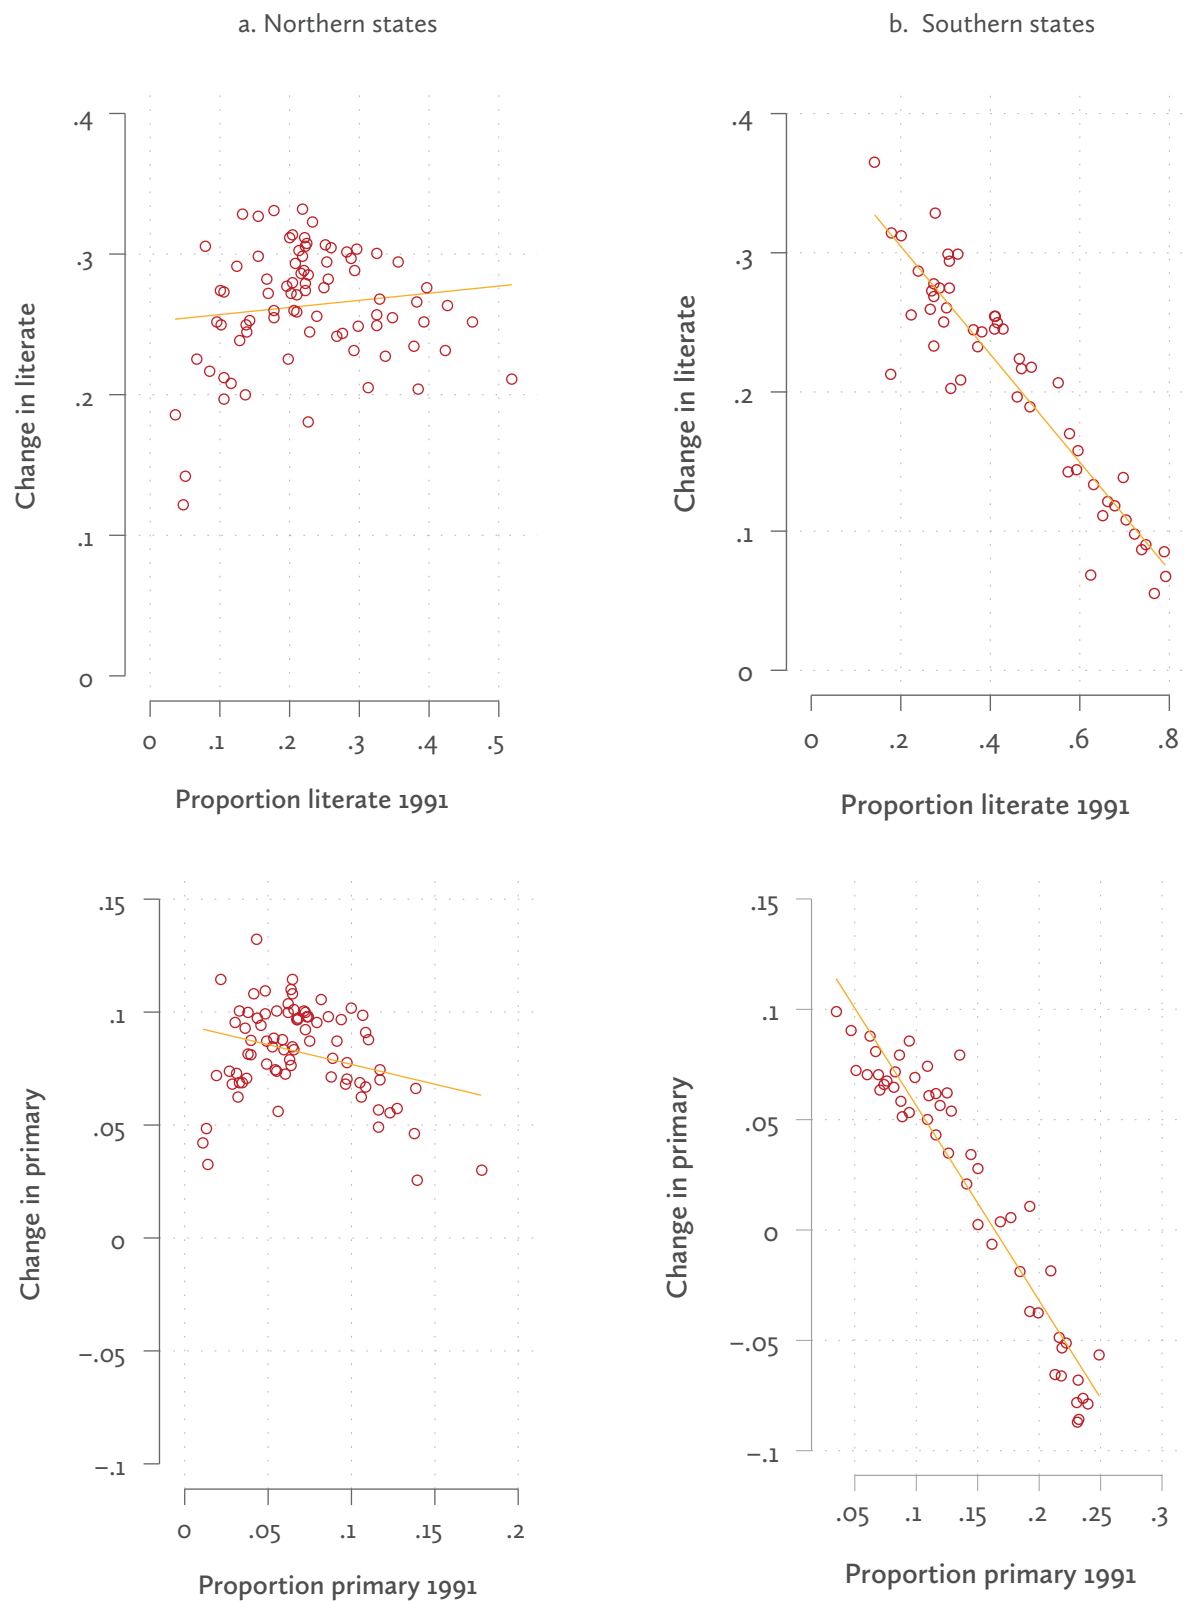 a. Northern states
b. Southern states
.4
.3
.2
.1
0
Change in literate
0 .1 .2 .3 .4 .5
Proportion literate 1991
.4
.3
.2
.1
0
Change in literate
0 .2 .4 .6 .8
Proportion literate 1991
.15
.1
.05
0
−.05
−.1
Change in primary
0 .05 .1 .15 .2
Proportion primary 1991
.15
.1
.05
0
−.05
−.1
Change in primary
.05 .1 .15 .2 .25 .3
Proportion primary 1991